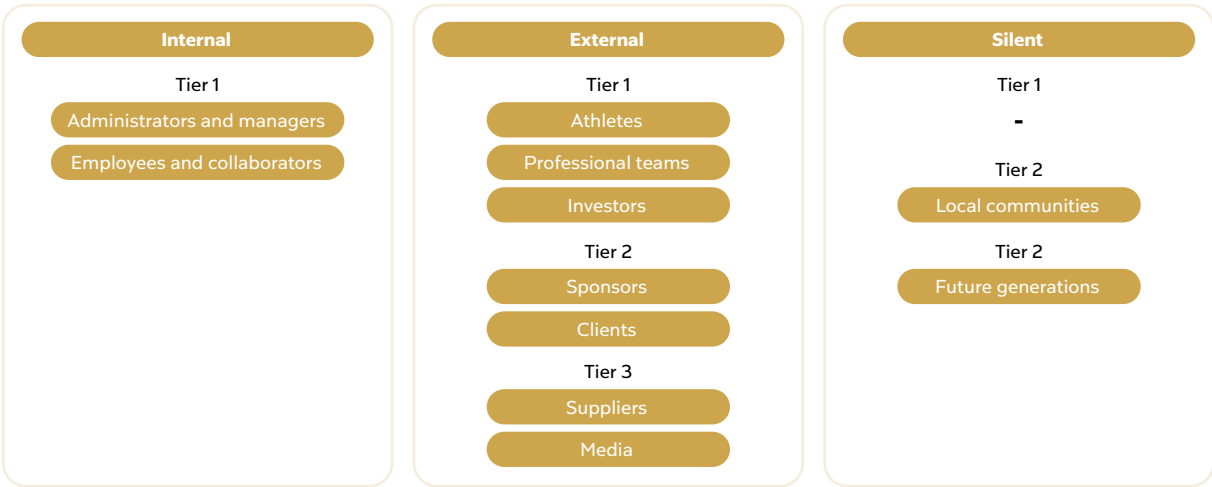 Internal
Tier 1
Administrators and managers
Employees and collaborators
External
Tier 1
Athletes
Professional teams
Investors
Tier 2
Sponsors
Clients
Tier 3
Suppliers
Media
Silent
Tier 1
-
Tier 2
Local communities
Tier 2
Future generations